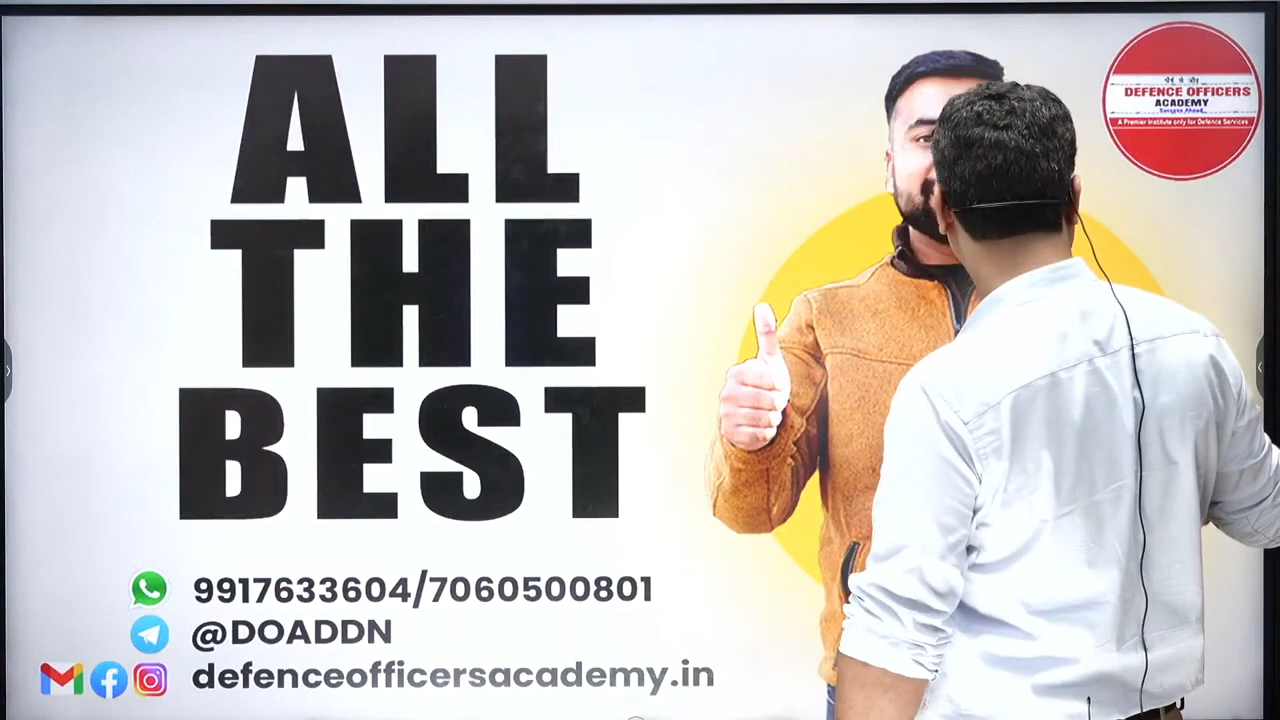 ALL
THE
BEST
9917633604/7060500801
@DOADDN
defenceofficersacademy.in
DEFENCE OFFICERS
ACADEMY
A Premier Institute only for Defence Services